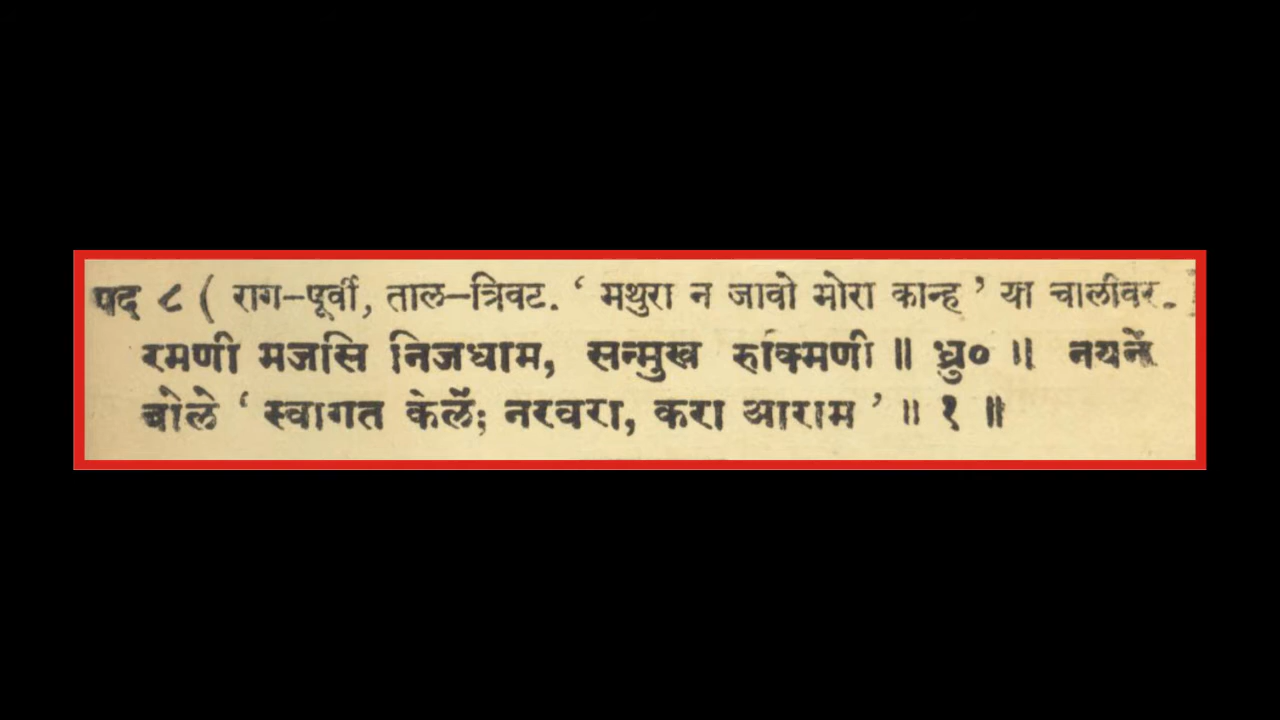 पद ८ ( राग–पूर्वी, ताल–त्रिवट. ‘ मथुरा न जावो मोरा कान्ह ’ या चालीवर.
रमणी मजसि निजधाम, सन्मुख रुक्मिणी ॥ ध्रु० ॥ नयनें
बोले ‘ स्वागत केलें; नरवरा, करा आराम ’ ॥ १ ॥